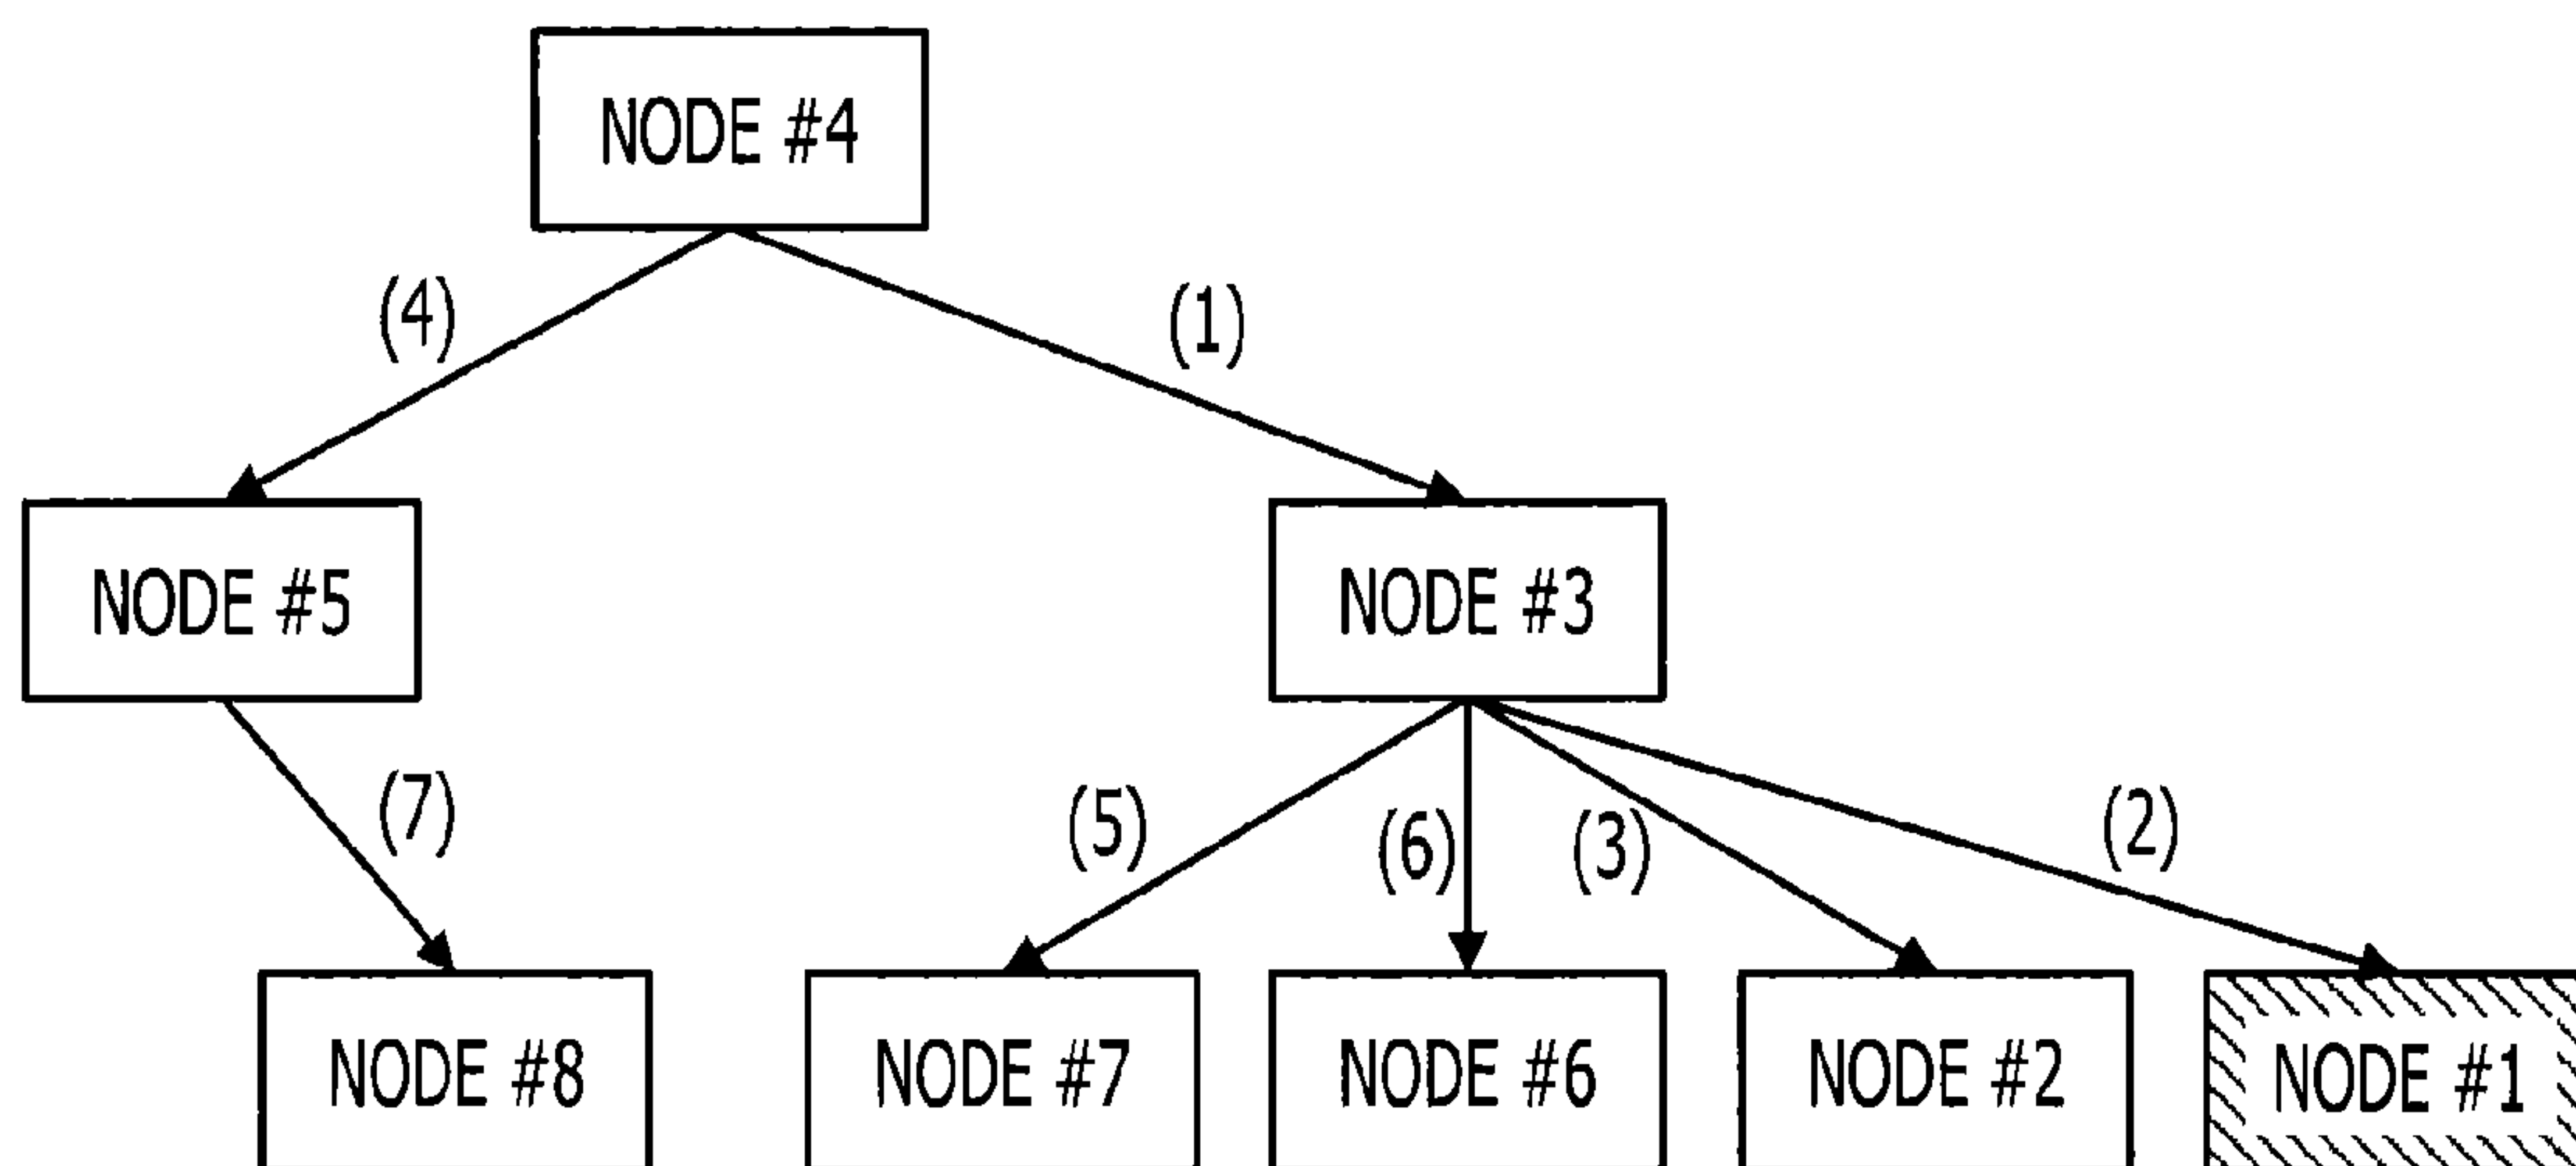 NODE #4
(4)
(1)
NODE #5
NODE #3
(7)
(5)
(6)
(3)
(2)
NODE #8
NODE #7
NODE #6
NODE #2
NODE #1